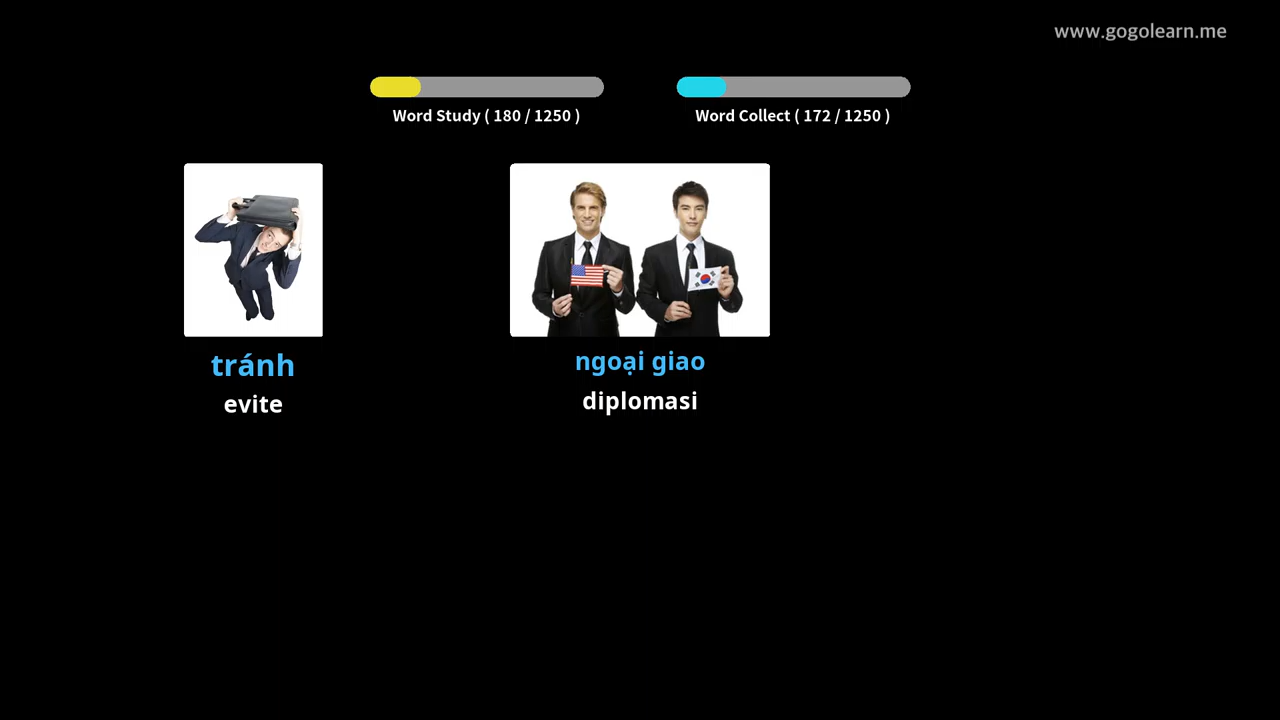 www.gogolearn.me
Word Study ( 180 / 1250 )
Word Collect ( 172 / 1250 )
tránh
evite
ngoại giao
diplomasi